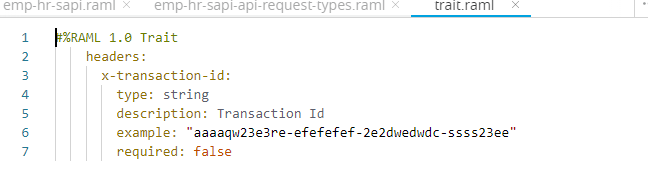 emp-hr-sapi.raml × emp-hr-sapi-api-request-types.raml × trait.raml ×
1 #%RAML 1.0 Trait
2 headers:
3 x-transaction-id:
4 type: string
5 description: Transaction Id
6 example: "aaaaqw23e3re-efefefef-2e2dwedwdc-ssss23ee"
7 required: false